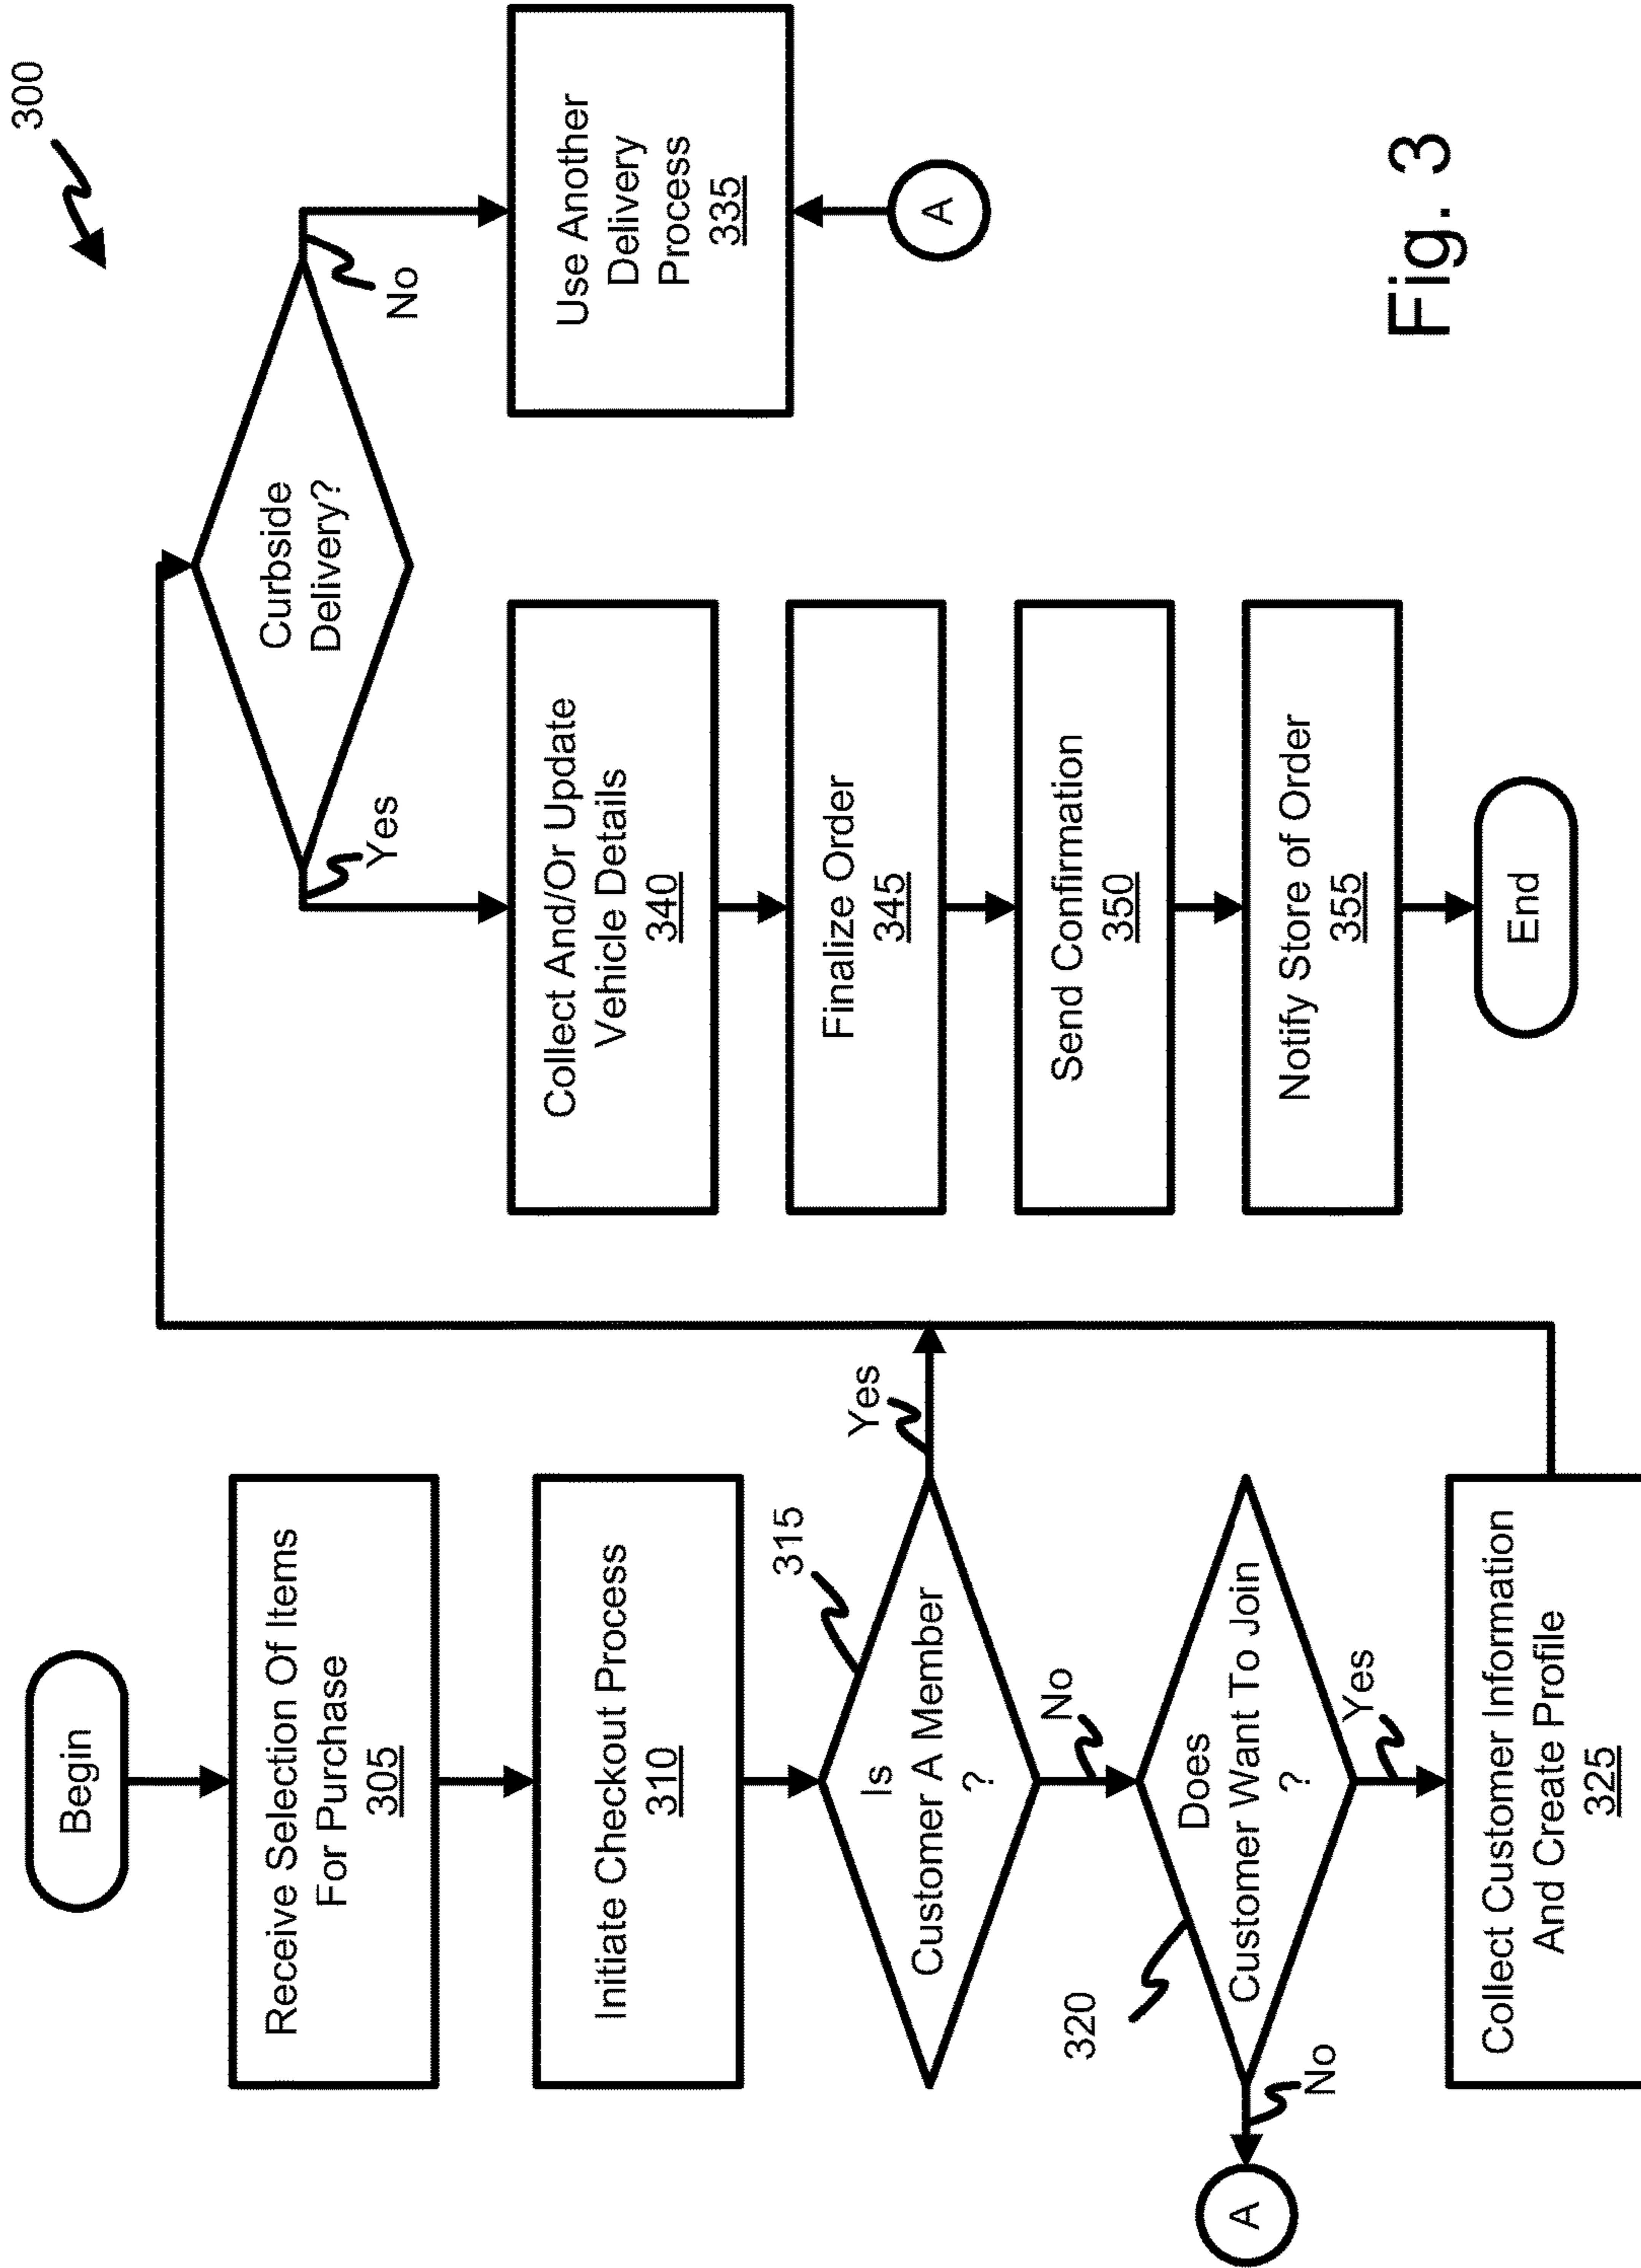 300
Begin
Receive Selection Of Items
For Purchase
305
Initiate Checkout Process
310
315
Is
Customer A Member
?
Yes
No
320
Does
Customer Want To Join
?
No
A
Yes
Collect Customer Information
And Create Profile
325
Curbside
Delivery?
Yes
No
Collect And/Or Update
Vehicle Details
340
Finalize Order
345
Send Confirmation
350
Notify Store of Order
355
End
Use Another
Delivery
Process
335
A
Fig. 3